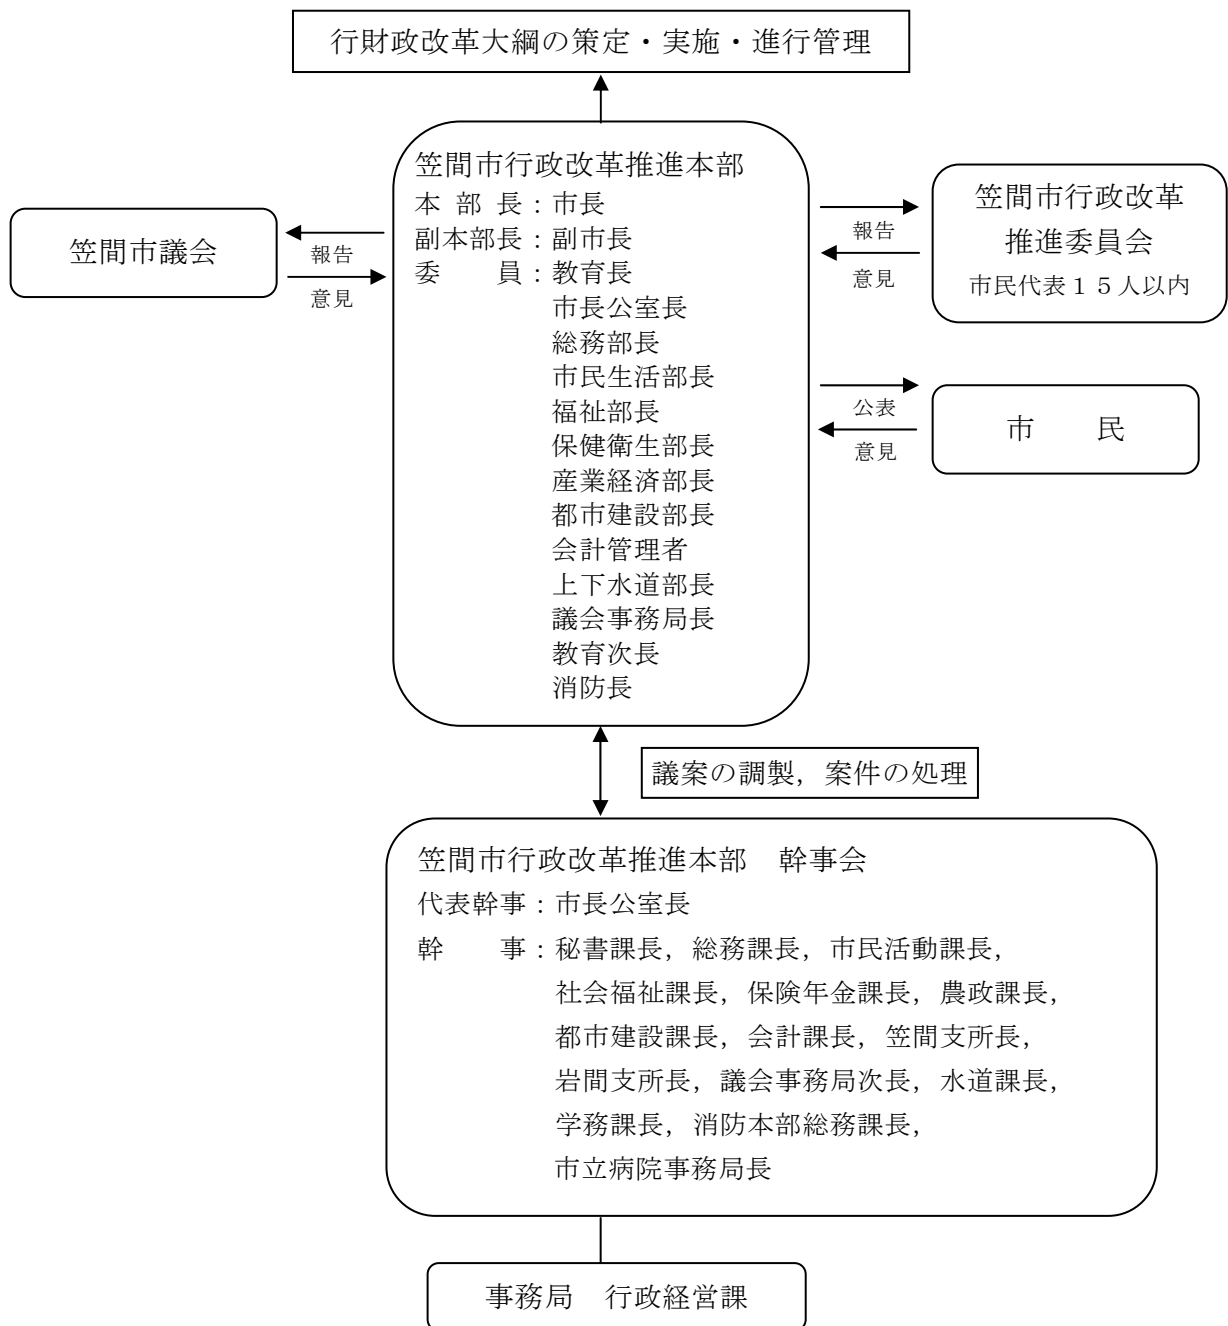 行財政改革大綱の策定・実施・進行管理
笠間市行政改革推進本部
本 部 長：市長
副本部長：副市長
委　　員：教育長
市長公室長
総務部長
市民生活部長
福祉部長
保健衛生部長
産業経済部長
都市建設部長
会計管理者
上下水道部長
議会事務局長
教育次長
消防長
笠間市議会
報告
意見
報告
意見
笠間市行政改革
推進委員会
市民代表１５人以内
公表
意見
市　　民
議案の調製，案件の処理
笠間市行政改革推進本部　幹事会
代表幹事：市長公室長
幹　　事：秘書課長，総務課長，市民活動課長，
社会福祉課長，保険年金課長，農政課長，
都市建設課長，会計課長，笠間支所長，
岩間支所長，議会事務局次長，水道課長，
学務課長，消防本部総務課長，
市立病院事務局長
事務局　行政経営課